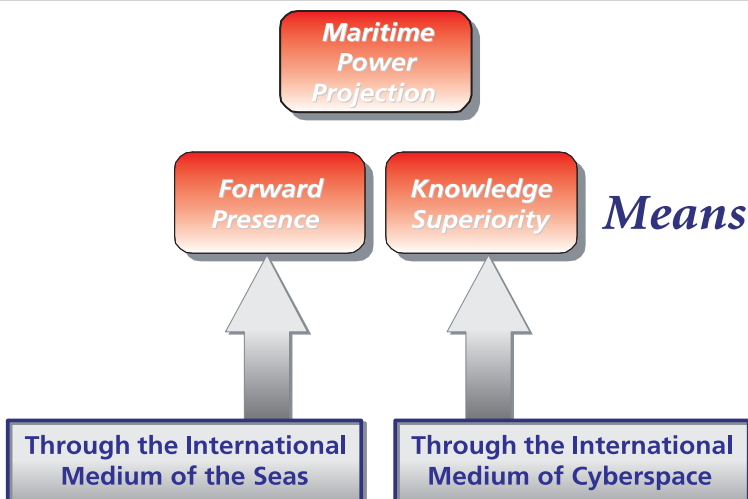 Maritime
Power
Projection
Forward
Presence
Knowledge
Superiority
Means
Through the International
Medium of the Seas
Through the International
Medium of Cyberspace